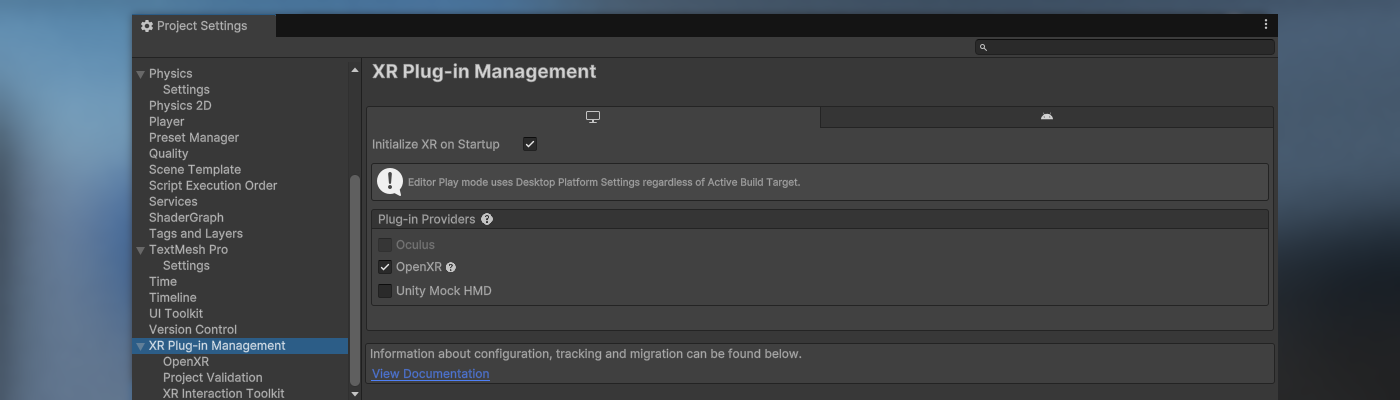 Project Settings
Physics
Settings
Physics 2D
Player
Preset Manager
Quality
Scene Template
Script Execution Order
Services
ShaderGraph
Tags and Layers
TextMesh Pro
Settings
Time
Timeline
UI Toolkit
Version Control
XR Plug-in Management
OpenXR
Project Validation
XR Interaction Toolkit
XR Plug-in Management
Initialize XR on Startup
Editor Play mode uses Desktop Platform Settings regardless of Active Build Target.
Plug-in Providers
Oculus
OpenXR
Unity Mock HMD
Information about configuration, tracking and migration can be found below.
View Documentation